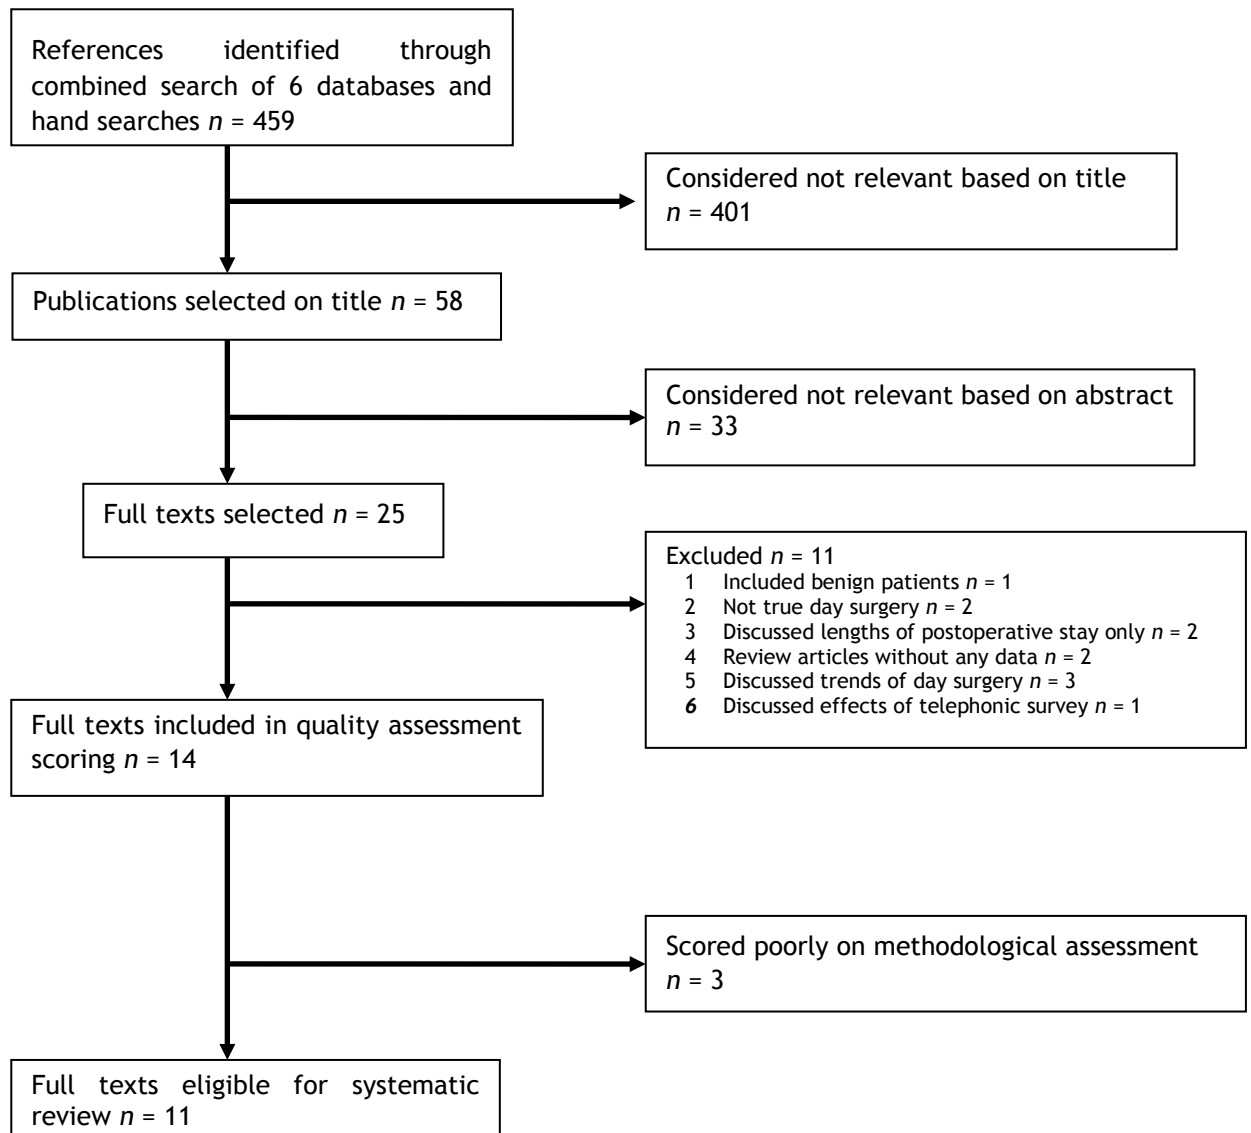 References identified through
combined search of 6 databases and
hand searches n = 459
Considered not relevant based on title
n = 401
Publications selected on title n = 58
Considered not relevant based on abstract
n = 33
Full texts selected n = 25
Excluded n = 11
1 Included benign patients n = 1
2 Not true day surgery n = 2
3 Discussed lengths of postoperative stay only n = 2
4 Review articles without any data n = 2
5 Discussed trends of day surgery n = 3
6 Discussed effects of telephonic survey n = 1
Full texts included in quality assessment
scoring n = 14
Scored poorly on methodological assessment
n = 3
Full texts eligible for systematic
review n = 11